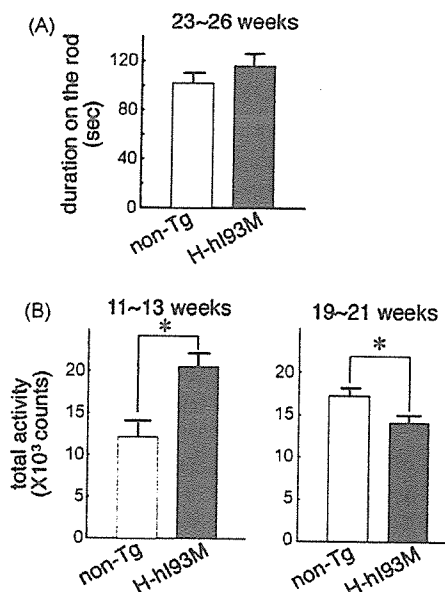 (A) 23~26 weeks
duration on the rod
(sec)
120
80
40
0
non-Tg
H-hI93M
(B) 11~13 weeks
*
total activity
(X10³ counts)
20
15
10
5
0
non-Tg
H-hI93M
19~21 weeks
*
20
15
10
5
0
non-Tg
H-hI93M